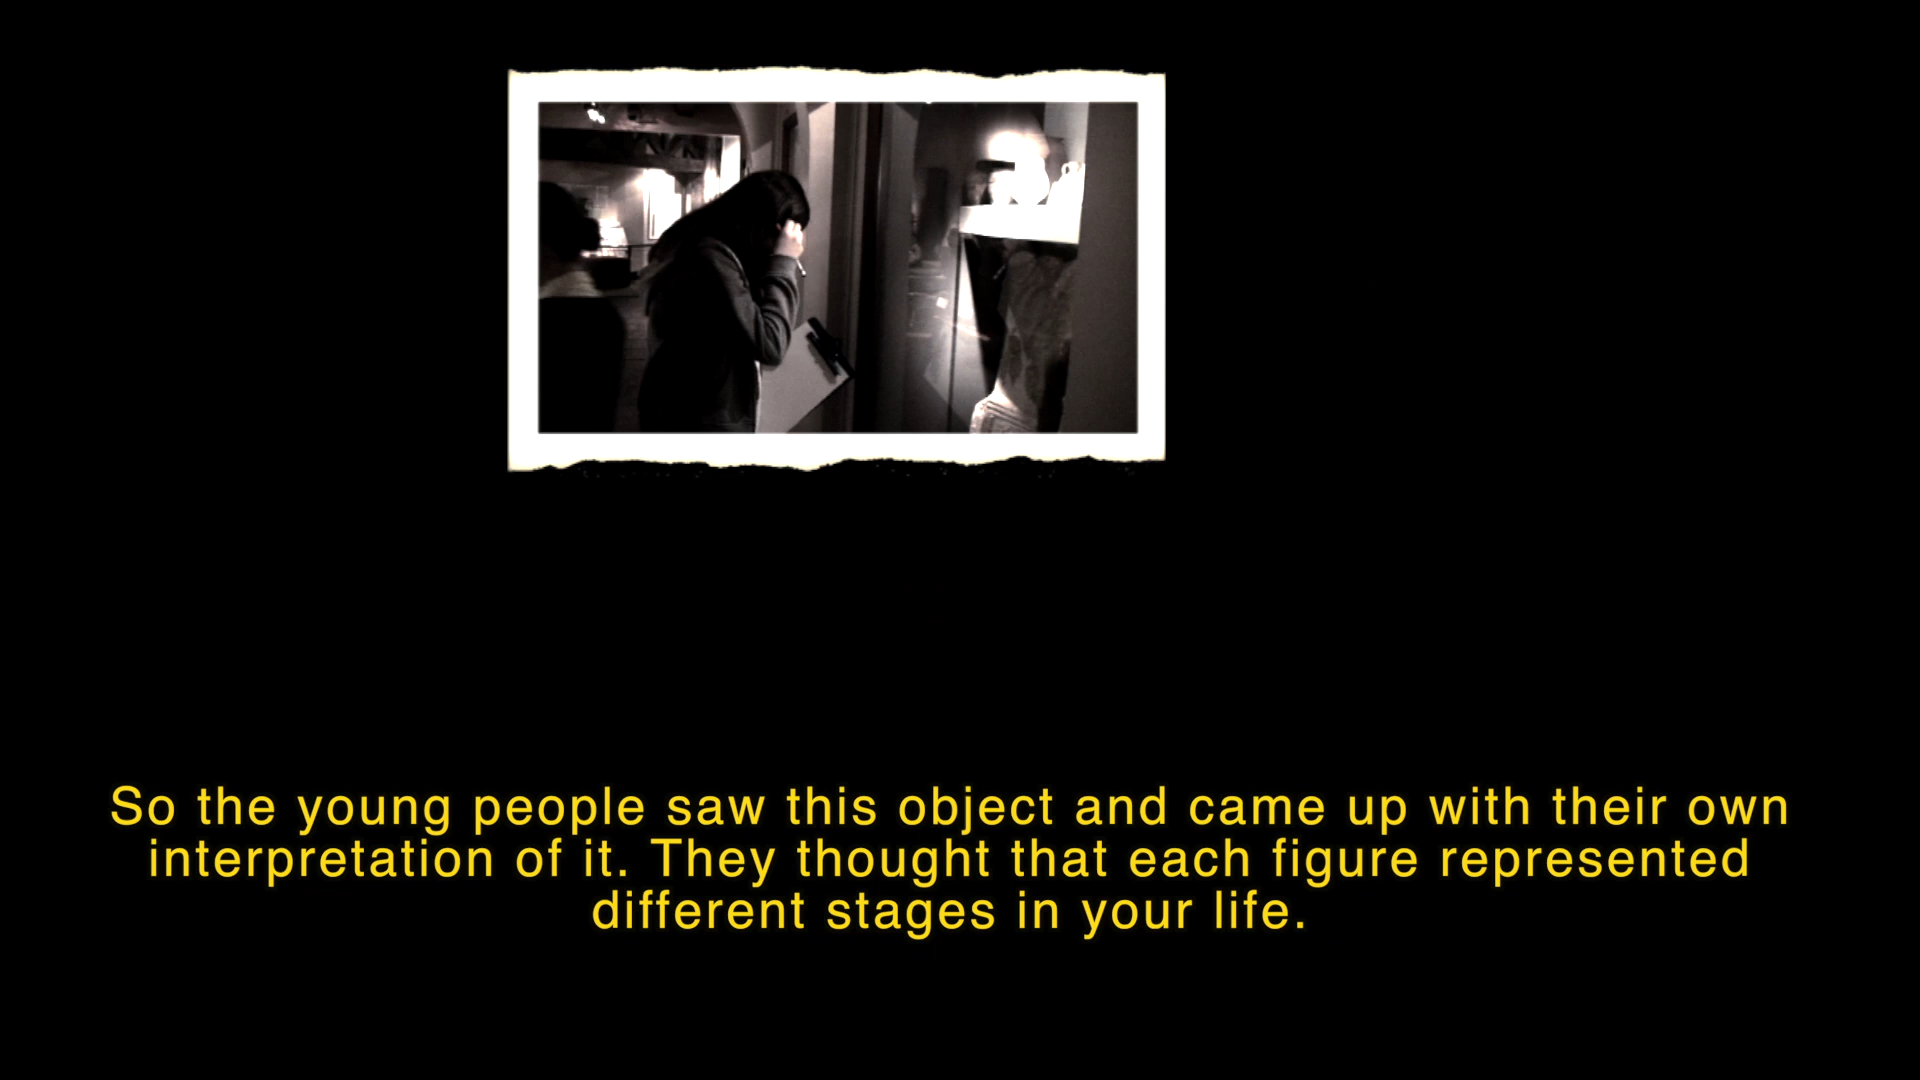 So the young people saw this object and came up with their own
interpretation of it. They thought that each figure represented
different stages in your life.